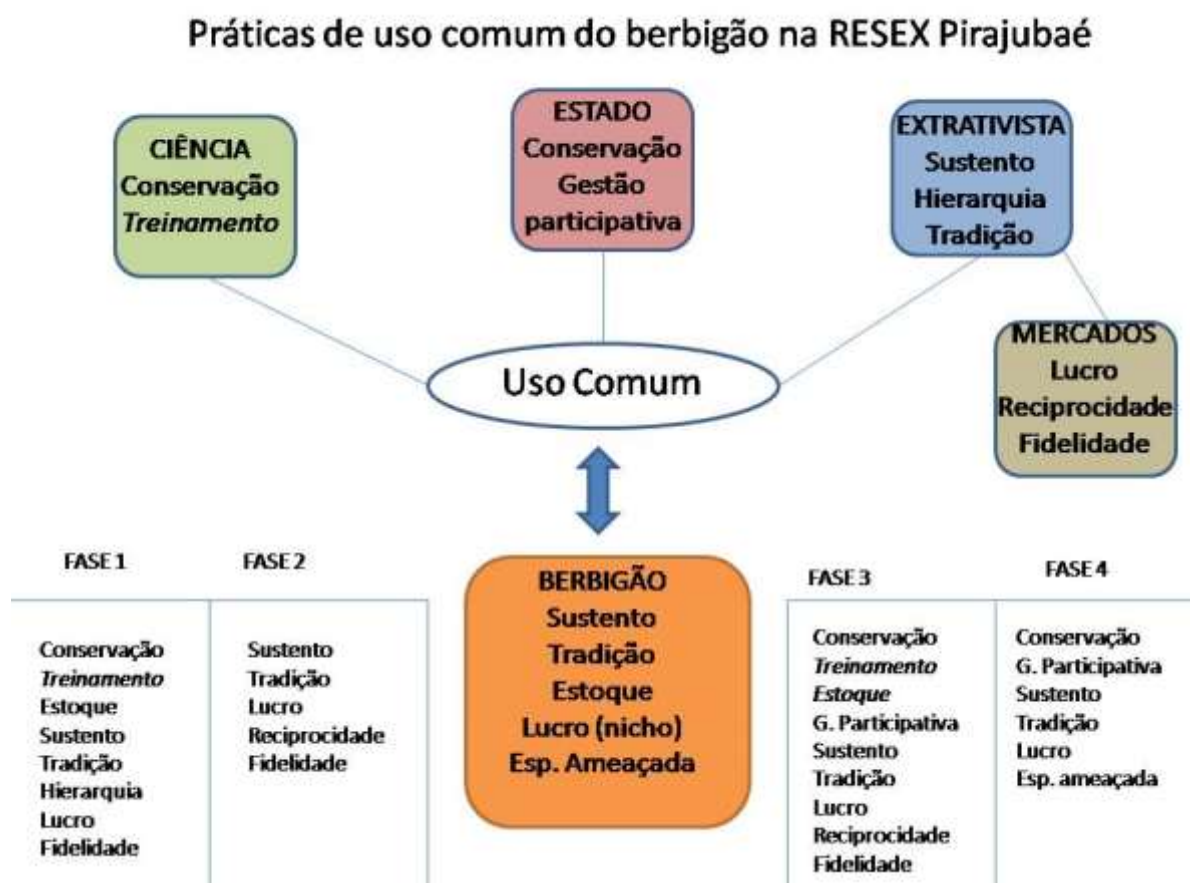 Práticas de uso comum do berbigão na RESEX Pirajubaé
CIÊNCIA
Conservação
Treinamento
ESTADO
Conservação
Gestão
participativa
EXTRATIVISTA
Sustento
Hierarquia
Tradição
MERCADOS
Lucro
Reciprocidade
Fidelidade
Uso Comum
FASE 1
Conservação
Treinamento
Estoque
Sustento
Tradição
Hierarquia
Lucro
Fidelidade
FASE 2
Sustento
Tradição
Lucro
Reciprocidade
Fidelidade
BERBIGÃO
Sustento
Tradição
Estoque
Lucro (nicho)
Esp. Ameaçada
FASE 3
Conservação
Treinamento
Estoque
G. Participativa
Sustento
Tradição
Lucro
Reciprocidade
Fidelidade
FASE 4
Conservação
G. Participativa
Sustento
Tradição
Lucro
Esp. ameaçada